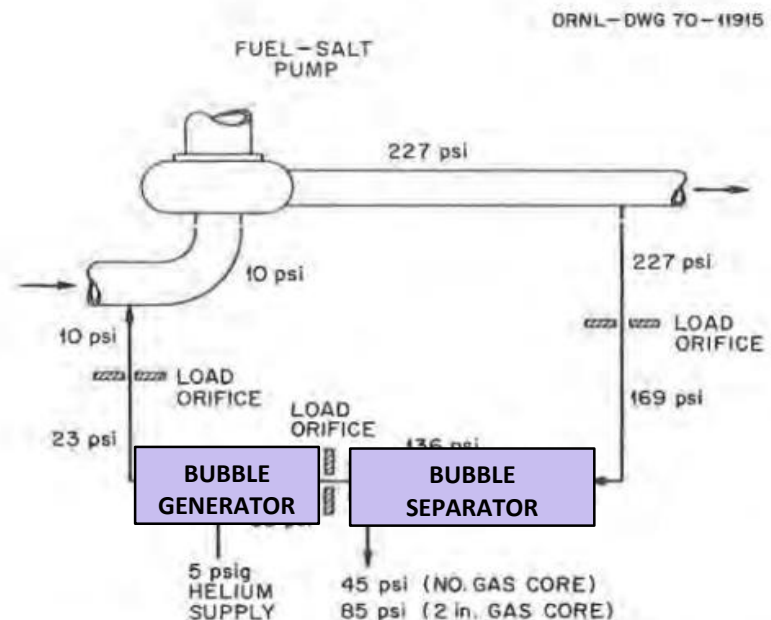 ORNL-DWG 70-11915
FUEL-SALT
PUMP
227 psi
10 psi
227 psi
10 psi
LOAD
ORIFICE
LOAD
ORIFICE
169 psi
23 psi
LOAD
ORIFICE
136 psi
BUBBLE
GENERATOR
BUBBLE
SEPARATOR
5 psig
HELIUM
SUPPLY
45 psi (NO. GAS CORE)
85 psi (2 in. GAS CORE)